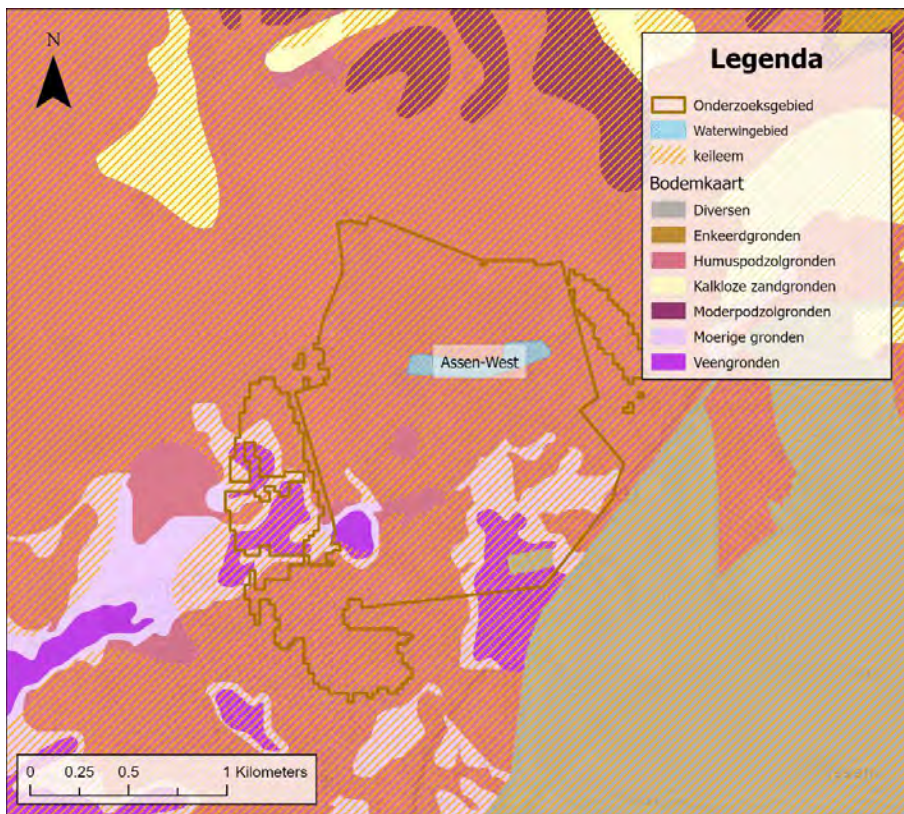 N
Legenda
Onderzoeksgebied
Waterwingebied
keileem
Bodemkaart
Diversen
Enkeerdgronden
Humuspodzolgronden
Kalkloze zandgronden
Moderpodzolgronden
Moerige gronden
Veengronden
Assen-West
0 0.25 0.5 1 Kilometers